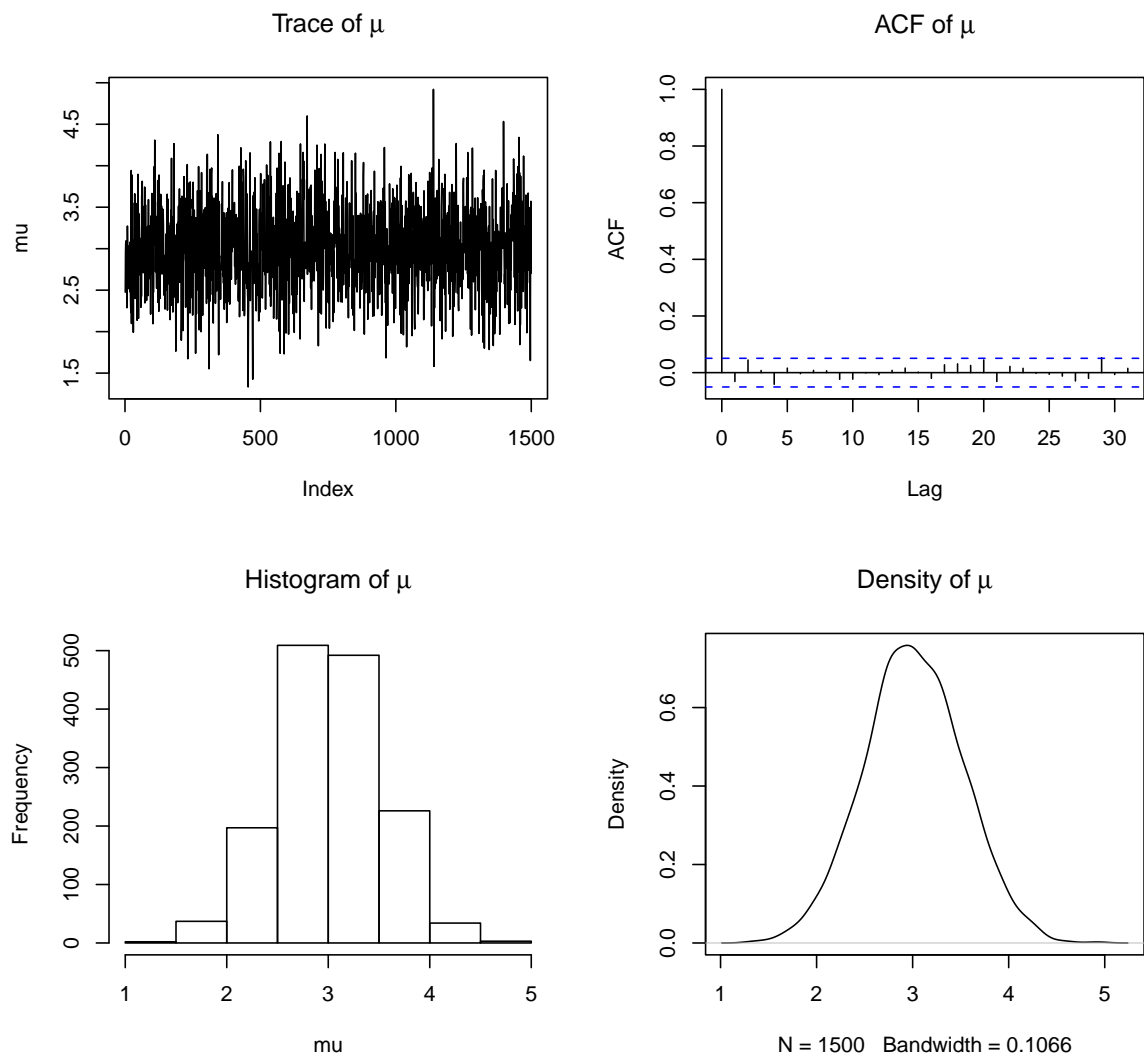 Trace of μ
mu
1.5 2.5 3.5 4.5
0 500 1000 1500
Index
ACF of μ
ACF
0.0 0.2 0.4 0.6 0.8 1.0
0 5 10 15 20 25 30
Lag
Histogram of μ
Frequency
0 100 200 300 400 500
1 2 3 4 5
mu
Density of μ
Density
0.0 0.2 0.4 0.6
1 2 3 4 5
N = 1500 Bandwidth = 0.1066